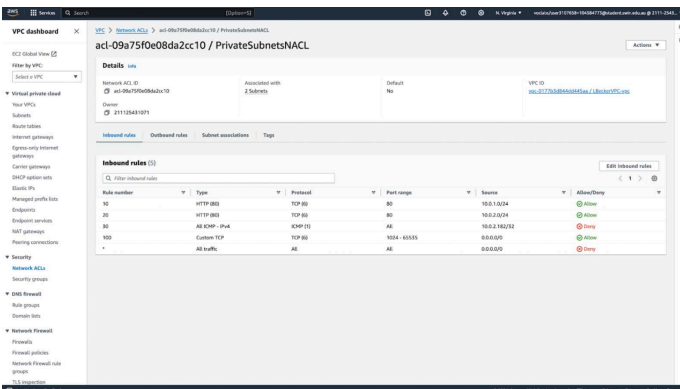 aws
Services
Search
[Option+S]
N. Virginia
VPC dashboard
EC2 Global View
Filter by VPC:
Select a VPC
Virtual private cloud
Your VPCs
Subnets
Route tables
Internet gateways
Egress-only internet
gateways
Carrier gateways
DHCP option sets
Elastic IPs
Managed prefix lists
Endpoints
Endpoint services
NAT gateways
Peering connections
Security
Network ACLs
Security groups
DNS firewall
Rule groups
Domain lists
Network Firewall
Firewalls
Firewall policies
Network Firewall rule
groups
TLS inspection
VPC > Network ACLs > acl-09a75f0e08da2cc10 / PrivateSubnetsNACL
acl-09a75f0e08da2cc10 / PrivateSubnetsNACL
Actions
Details Info
Network ACL ID
acl-09a75f0e08da2cc10
Associated with
2 Subnets
Default
No
VPC ID
Owner
211125431071
Inbound rules Outbound rules Subnet associations Tags
Inbound rules (5)
Edit inbound rules
Filter inbound rules
1
Rule number Type Protocol Port range Source Allow/Deny
10 HTTP (80) TCP (6) 80 10.0.1.0/24 Allow
20 HTTP (80) TCP (6) 80 10.0.2.0/24 Allow
30 All ICMP - IPv4 ICMP (1) All 10.0.2.182/32 Deny
100 Custom TCP TCP (6) 1024 - 65535 0.0.0.0/0 Allow
* All traffic All All 0.0.0.0/0 Deny